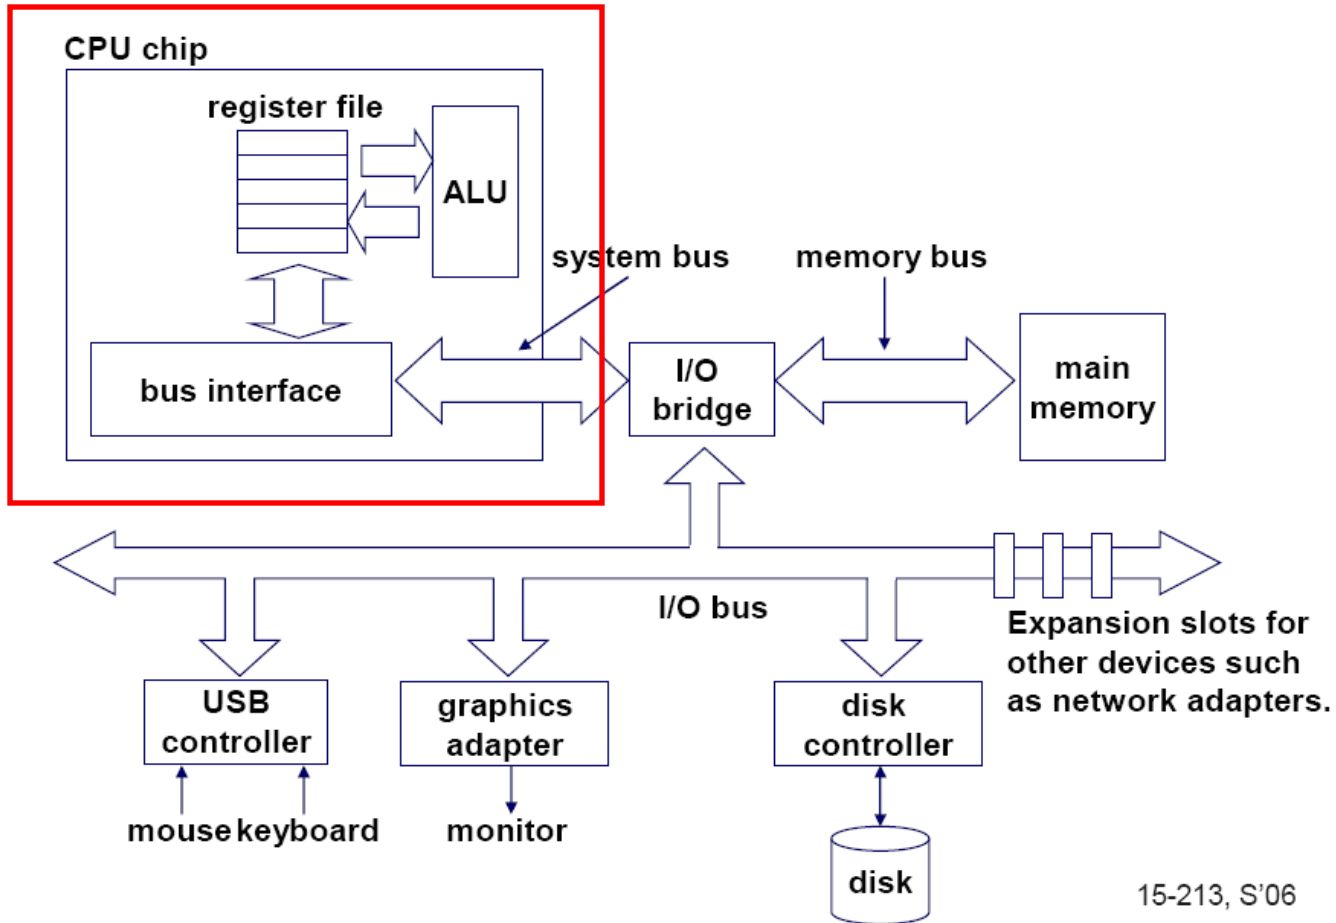 CPU chip
register file
ALU
system bus
memory bus
bus interface
I/O
bridge
main
memory
I/O bus
Expansion slots for
other devices such
as network adapters.
USB
controller
graphics
adapter
disk
controller
mouse keyboard
monitor
disk
15-213, S’06